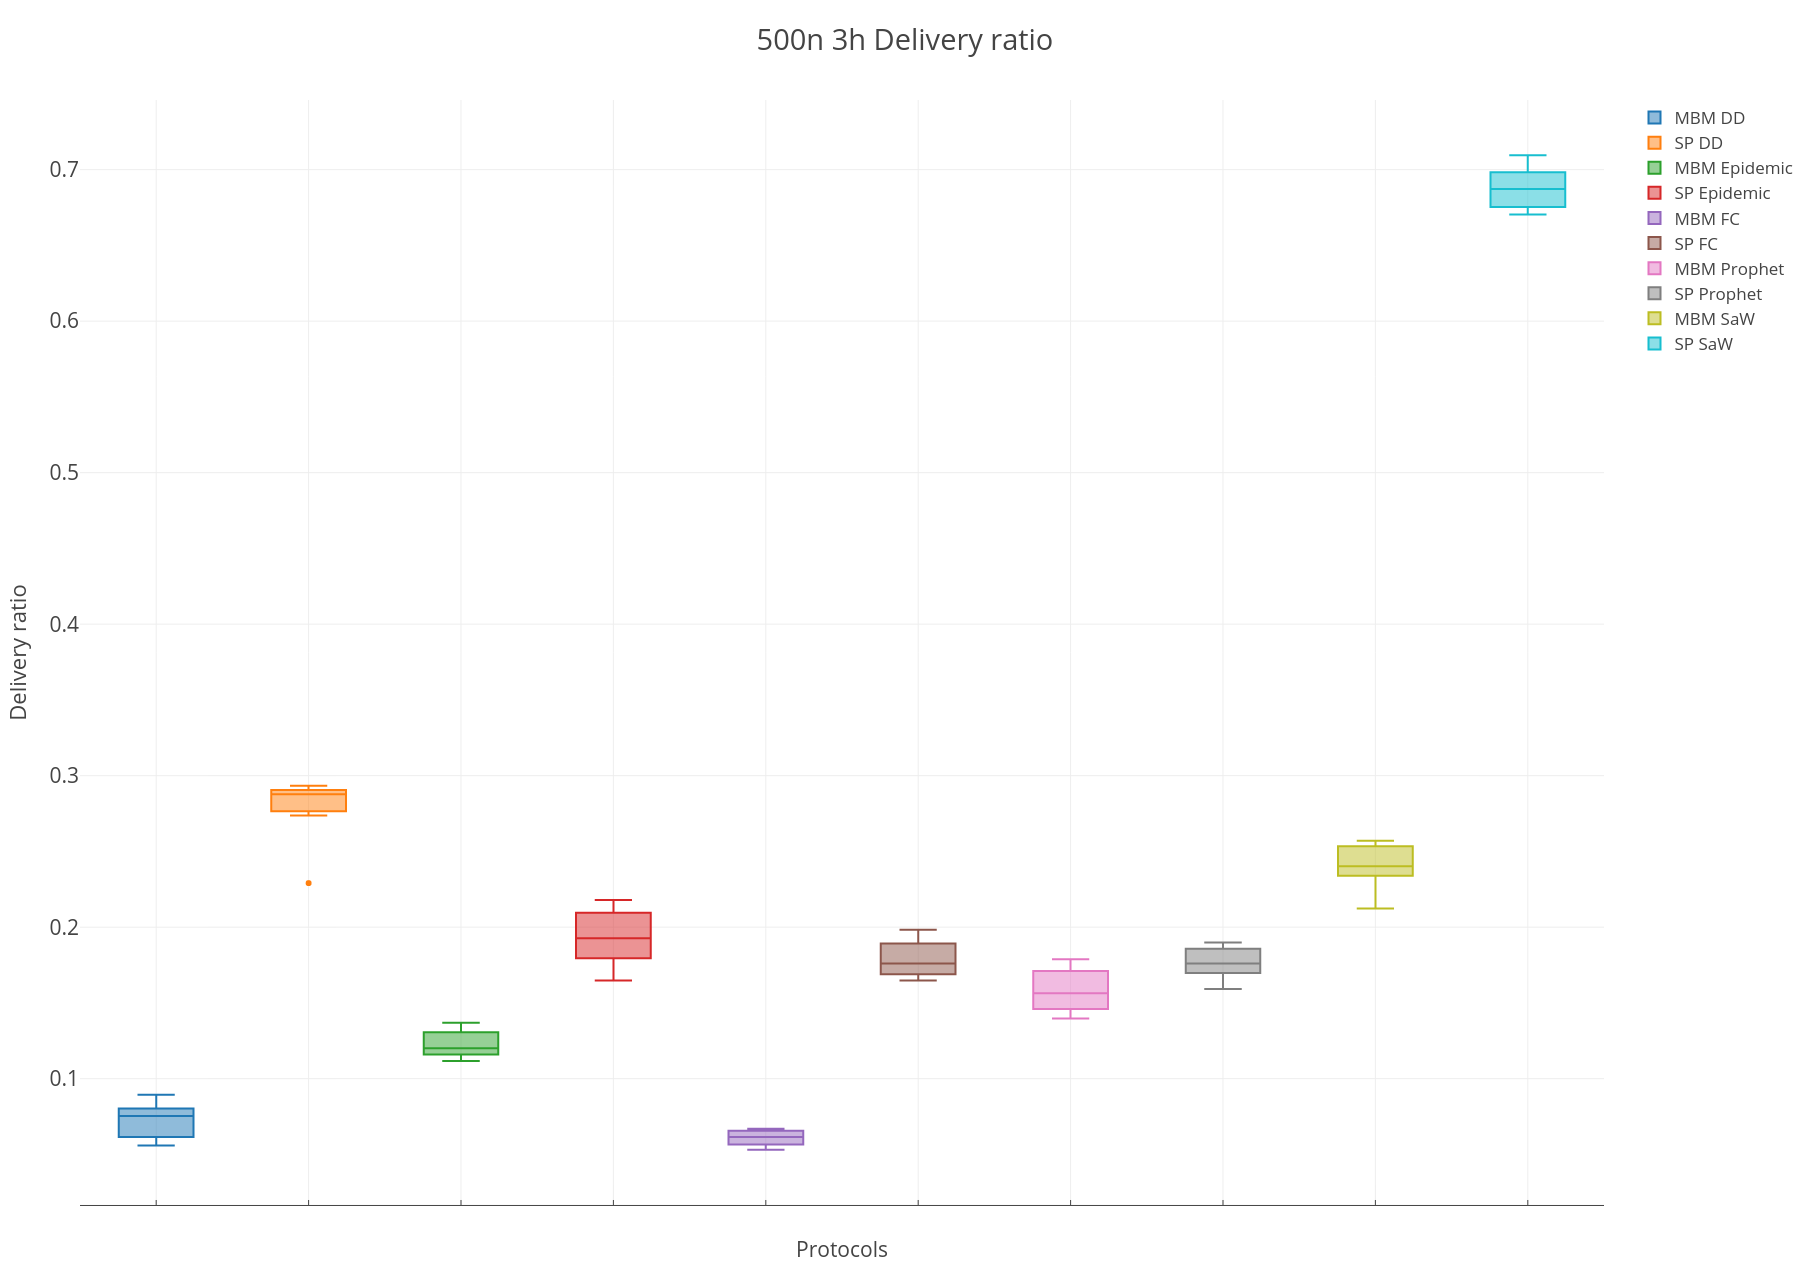 500n 3h Delivery ratio
0.7
0.6
0.5
0.4
0.3
0.2
0.1
Delivery ratio
Protocols
MBM DD
SP DD
MBM Epidemic
SP Epidemic
MBM FC
SP FC
MBM Prophet
SP Prophet
MBM SaW
SP SaW